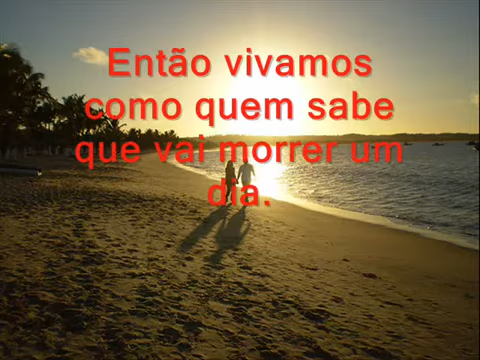 Então vivamos
como quem sabe
que vai morrer um
dia.